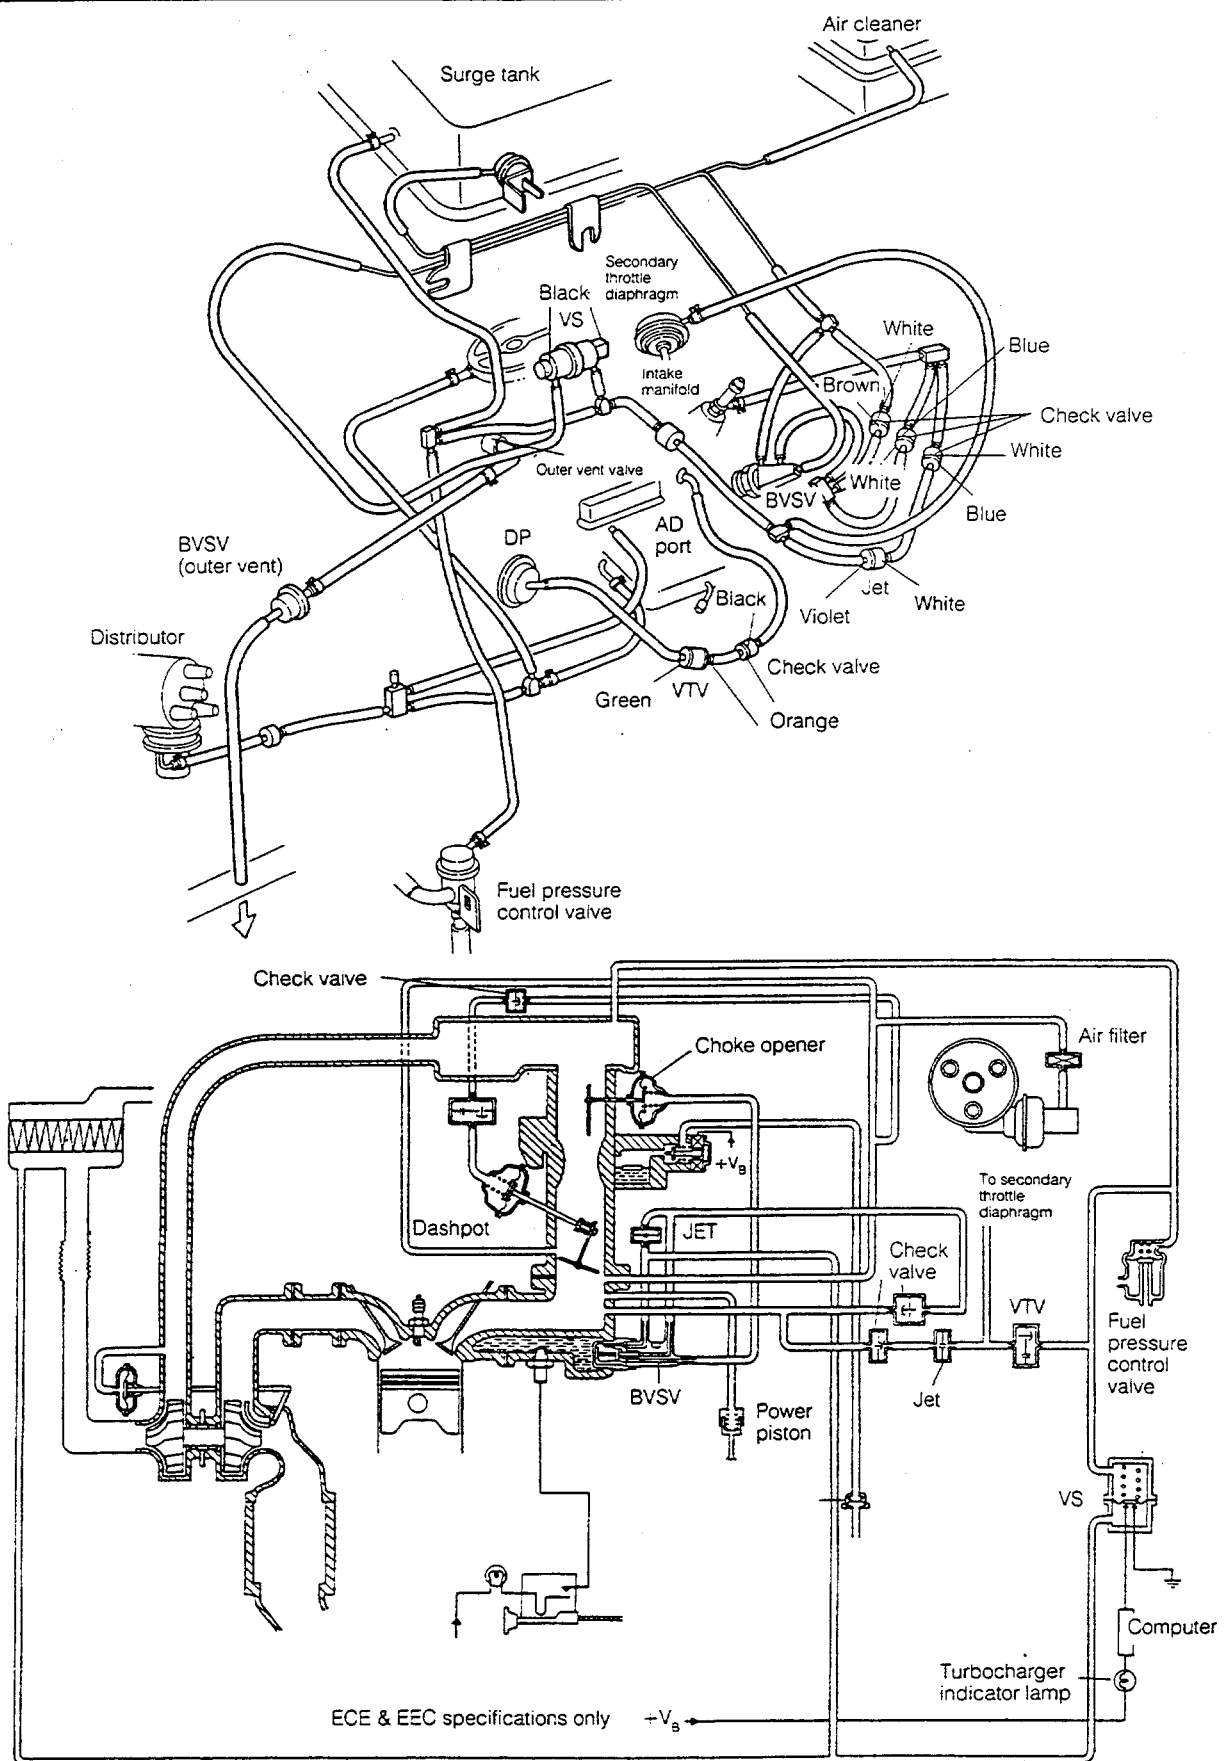 Air cleaner
Surge tank
Secondary
throttle
diaphragm
Black
VS
White
Blue
Intake
manifold
Brown
Check valve
White
Outer vent valve
White
BVSV
Blue
AD
port
DP
BVSV
(outer vent)
Jet
Black
White
Violet
Distributor
Check valve
Green
VTV
Orange
Fuel pressure
control valve
Check valve
Air filter
Choke opener
+VB
To secondary
throttle
diaphragm
Dashpot
JET
Check
valve
VTV
Fuel
pressure
control
valve
BVSV
Jet
Power
piston
VS
Computer
Turbocharger
indicator lamp
ECE & EEC specifications only
+VB